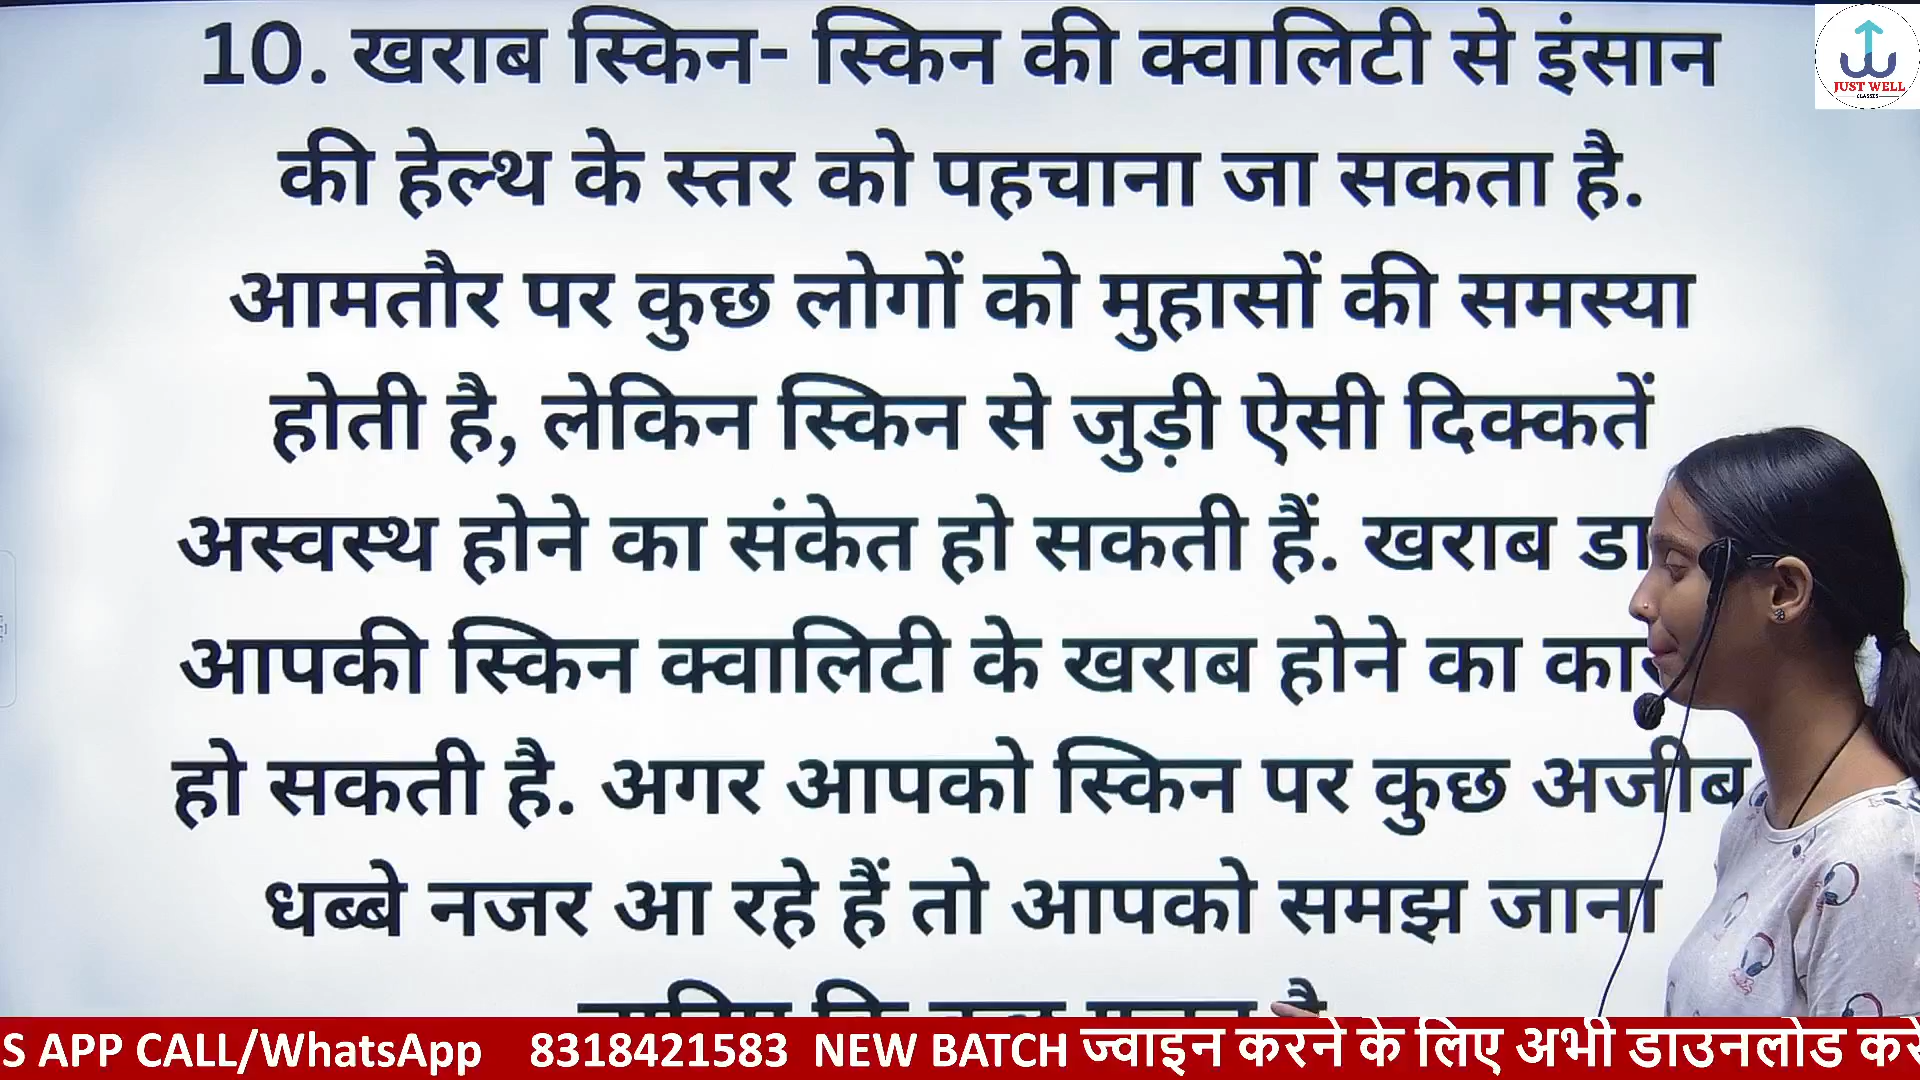 10. खराब स्किन- स्किन की क्वालिटी से इंसान
की हेल्थ के स्तर को पहचाना जा सकता है.
आमतौर पर कुछ लोगों को मुहासों की समस्या
होती है, लेकिन स्किन से जुड़ी ऐसी दिक्कतें
अस्वस्थ होने का संकेत हो सकती हैं. खराब
आपकी स्किन क्वालिटी के खराब होने का
हो सकती है. अगर आपको स्किन पर कुछ अजीब
धब्बे नजर आ रहे हैं तो आपको समझ जाना
JUST WELL
CLASSES
S APP CALL/WhatsApp 8318421583 NEW BATCH ज्वाइन करने के लिए अभी डाउनलोड